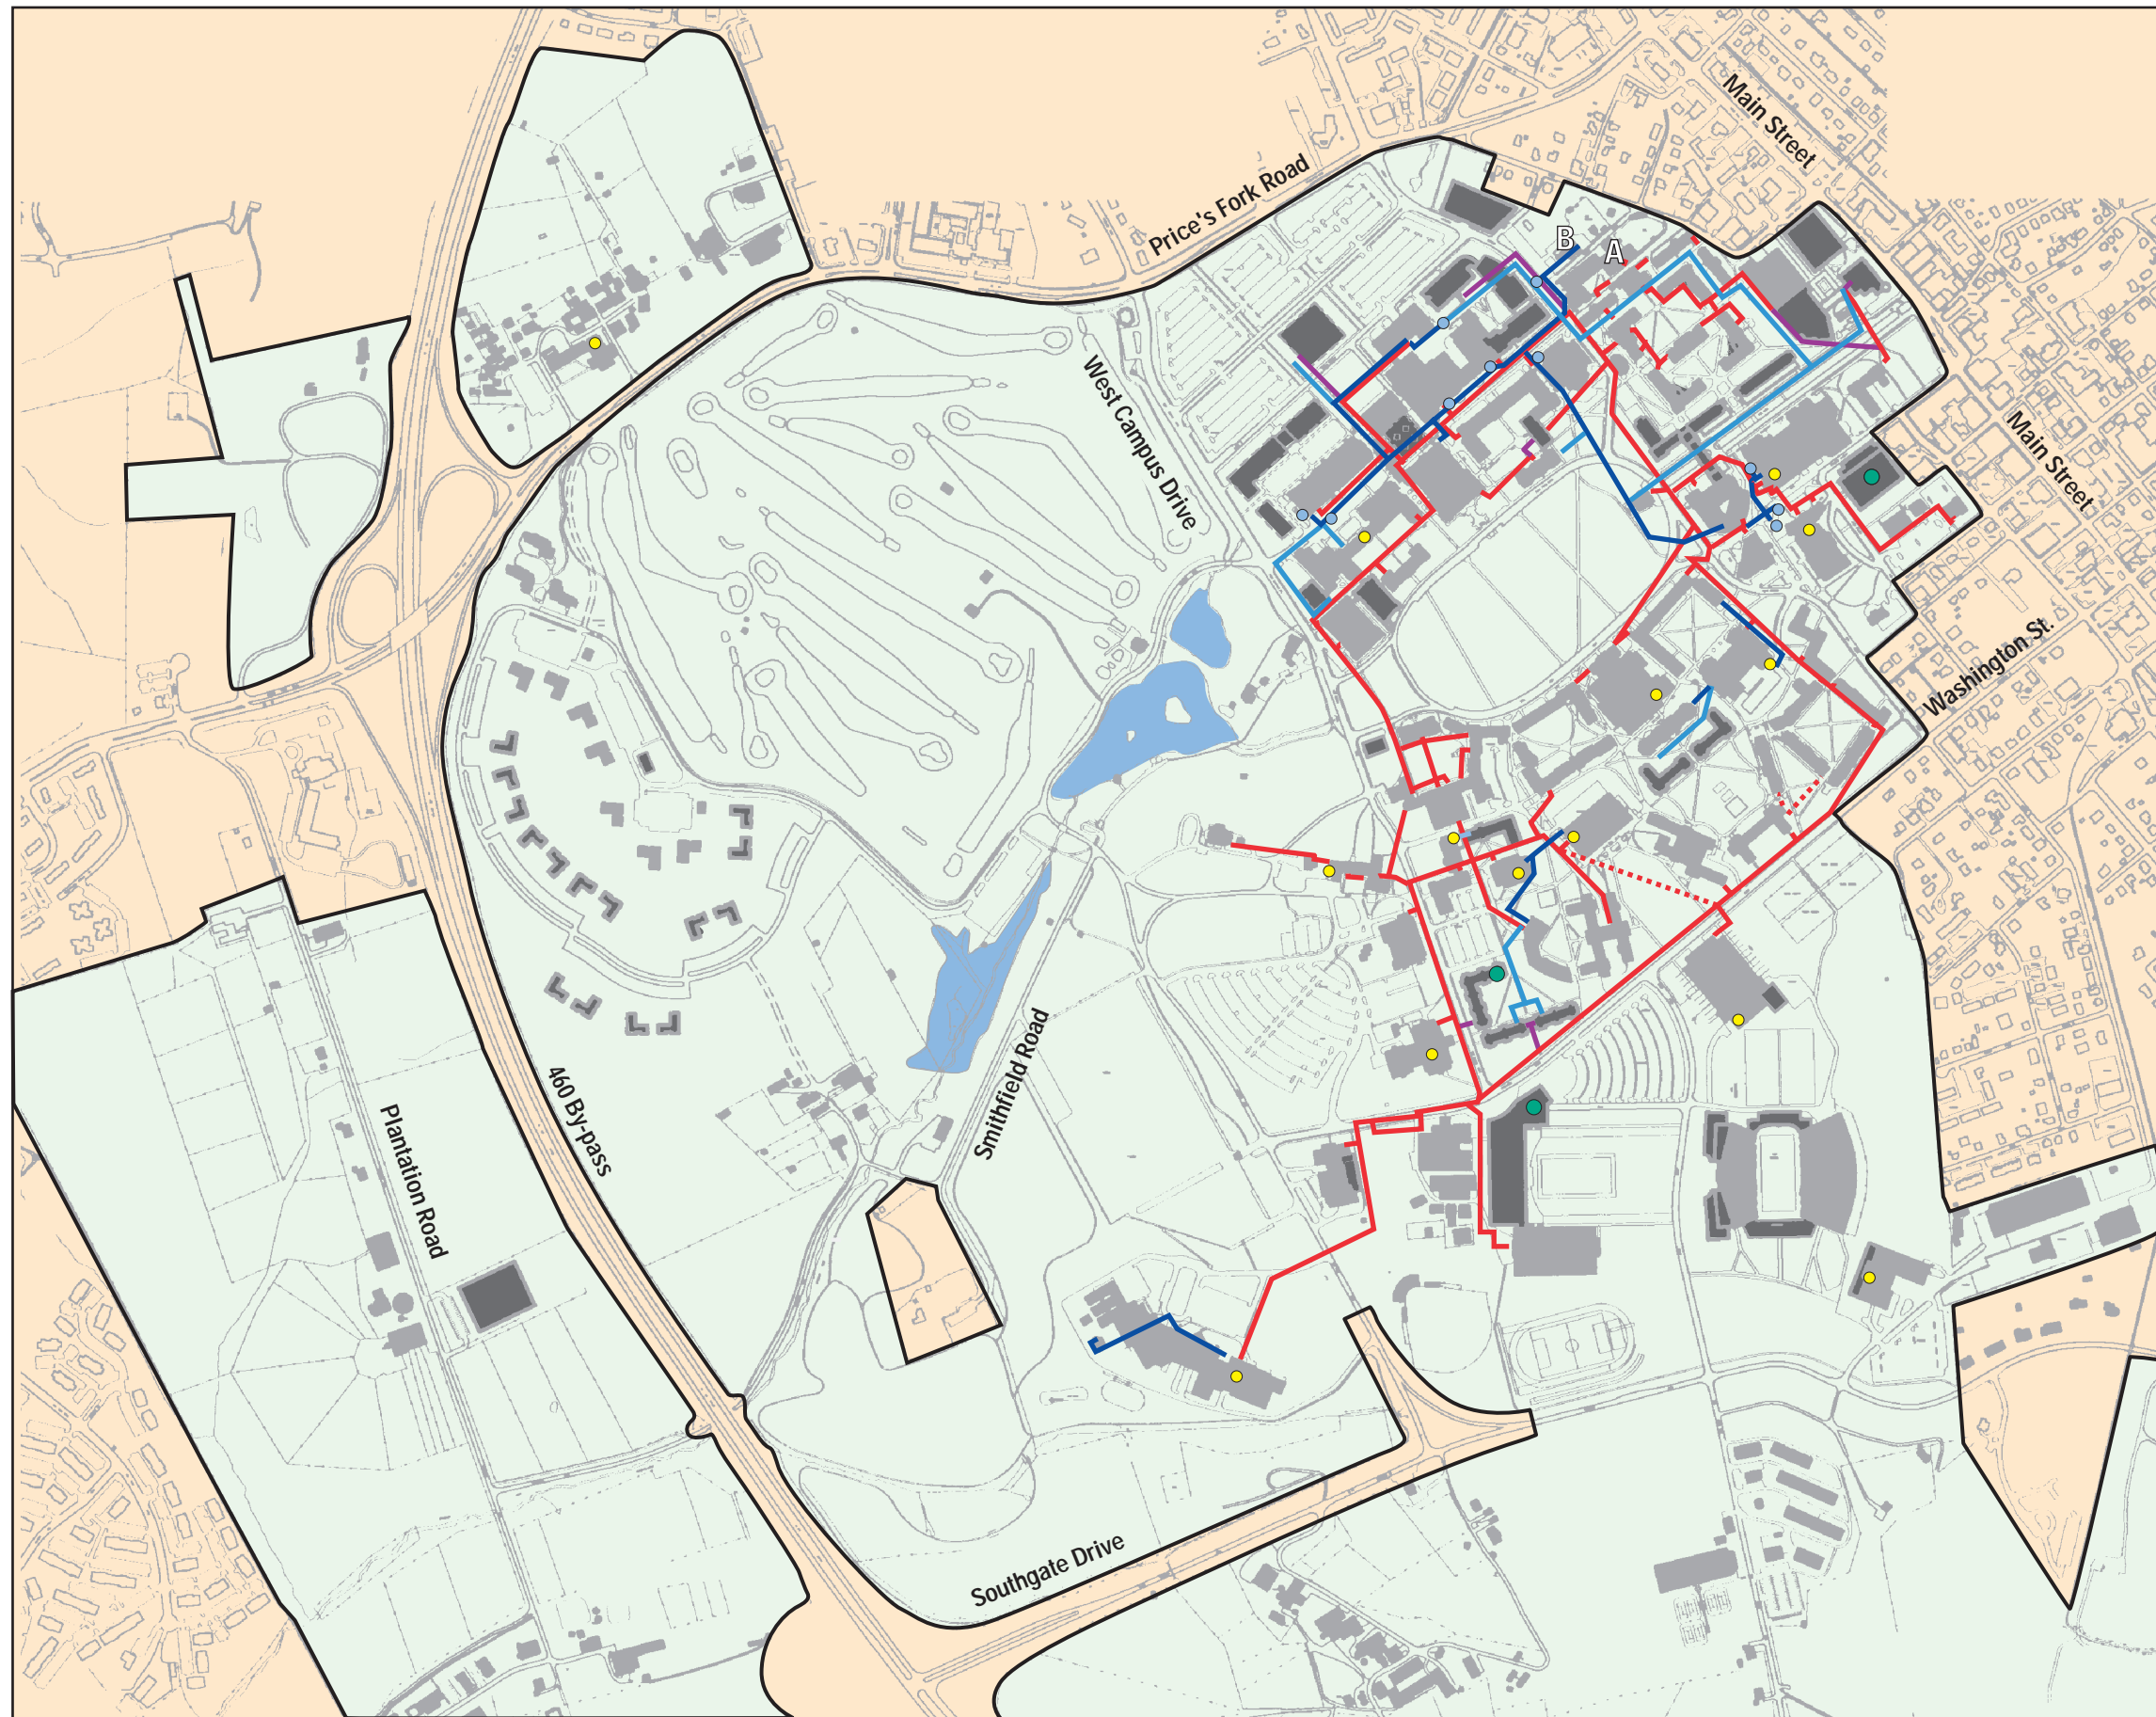 Main Street
Price's Fork Road
B
A
West Campus Drive
Main Street
Washington St.
Smithfield Road
460 By-pass
Plantation Road
Southgate Drive